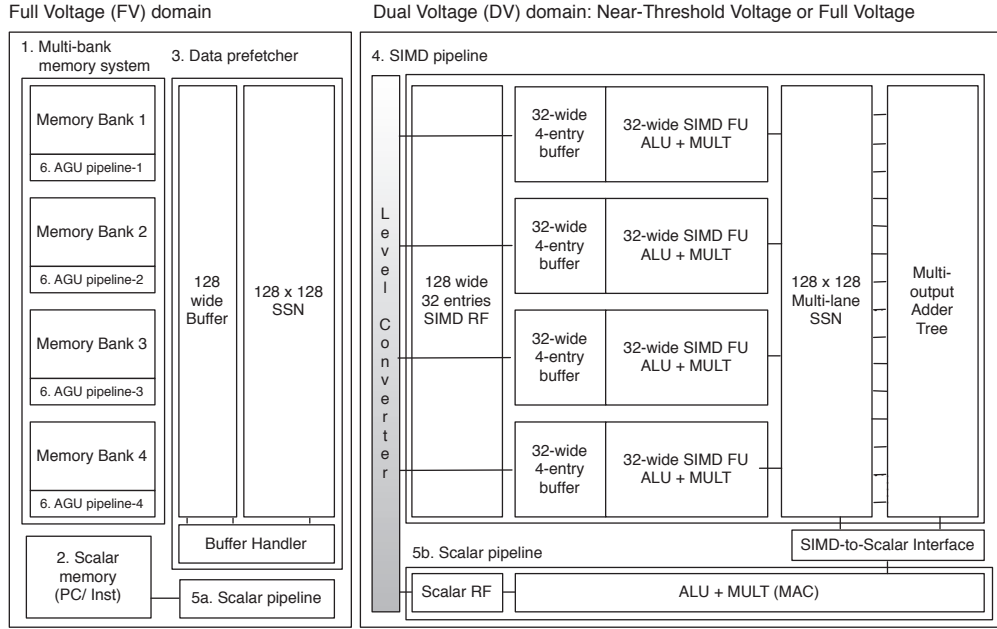 Full Voltage (FV) domain
Dual Voltage (DV) domain: Near-Threshold Voltage or Full Voltage
1. Multi-bank
memory system
Memory Bank 1
6. AGU pipeline-1
Memory Bank 2
6. AGU pipeline-2
Memory Bank 3
6. AGU pipeline-3
Memory Bank 4
6. AGU pipeline-4
3. Data prefetcher
128
wide
Buffer
128 x 128
SSN
Buffer Handler
2. Scalar
memory
(PC/ Inst)
5a. Scalar pipeline
4. SIMD pipeline
Level Converter
128 wide
32 entries
SIMD RF
32-wide
4-entry
buffer
32-wide SIMD FU
ALU + MULT
32-wide
4-entry
buffer
32-wide SIMD FU
ALU + MULT
32-wide
4-entry
buffer
32-wide SIMD FU
ALU + MULT
32-wide
4-entry
buffer
32-wide SIMD FU
ALU + MULT
128 x 128
Multi-lane
SSN
Multi-
output
Adder
Tree
SIMD-to-Scalar Interface
5b. Scalar pipeline
Scalar RF
ALU + MULT (MAC)